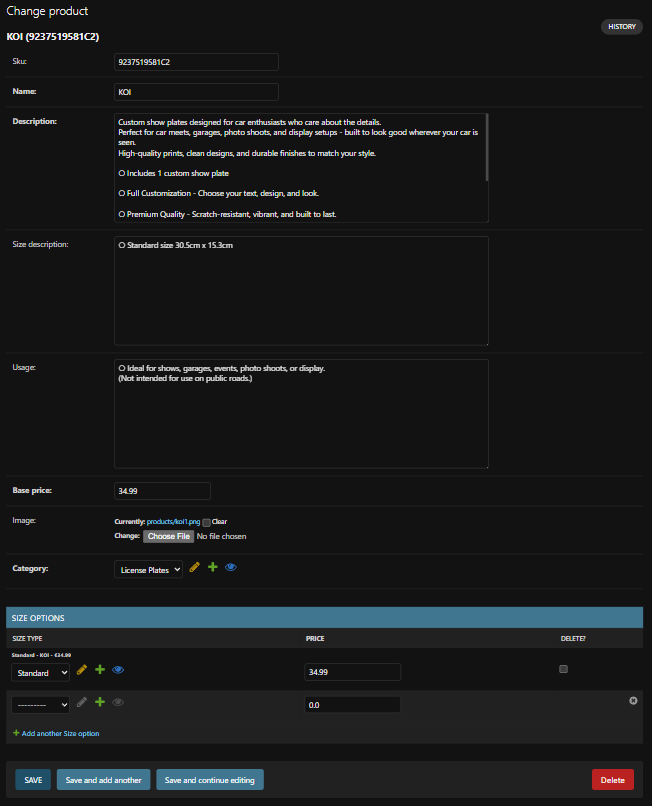 Change product
HISTORY
KOI (9237519581C2)
Sku:
9237519581C2
Name:
KOI
Description:
Custom show plates designed for car enthusiasts who care about the details.
Perfect for car meets, garages, photo shoots, and display setups - built to look good wherever your car is
seen.
High-quality prints, clean designs, and durable finishes to match your style.
O Includes 1 custom show plate
O Full Customization - Choose your text, design, and look.
O Premium Quality - Scratch-resistant, vibrant, and built to last.
Size description:
O Standard size 30.5cm x 15.3cm
Usage:
O Ideal for shows, garages, events, photo shoots, or display.
(Not intended for use on public roads.)
Base price:
34.99
Image:
Currently: products/koi1.png Clear
Change: Choose File No file chosen
Category:
License Plates
SIZE OPTIONS
SIZE TYPE PRICE DELETE?
Standard - KOI - €34.99
Standard 34.99
--------- 0.0
Add another Size option
SAVE Save and add another Save and continue editing Delete